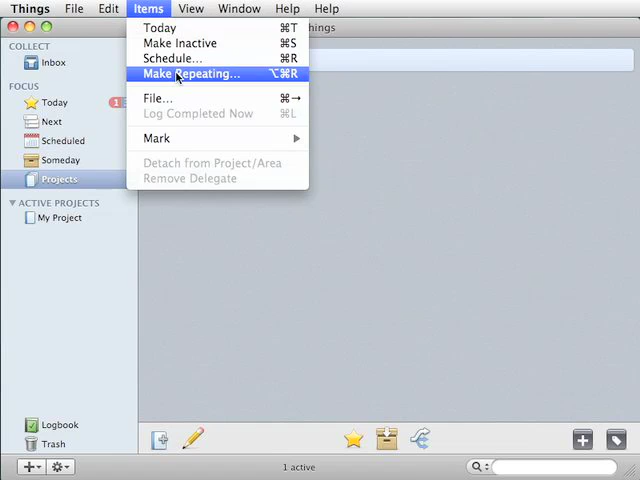 Things File Edit Items View Window Help Help
hings
COLLECT
Inbox
FOCUS
Today 1
Next
Scheduled
Someday
Projects
ACTIVE PROJECTS
My Project
Logbook
Trash
Today ⌘T
Make Inactive ⌘S
Schedule... ⌘R
Make Repeating... ⌥⌘R
File... ⌘→
Log Completed Now ⌘L
Mark
Detach from Project/Area
Remove Delegate
1 active